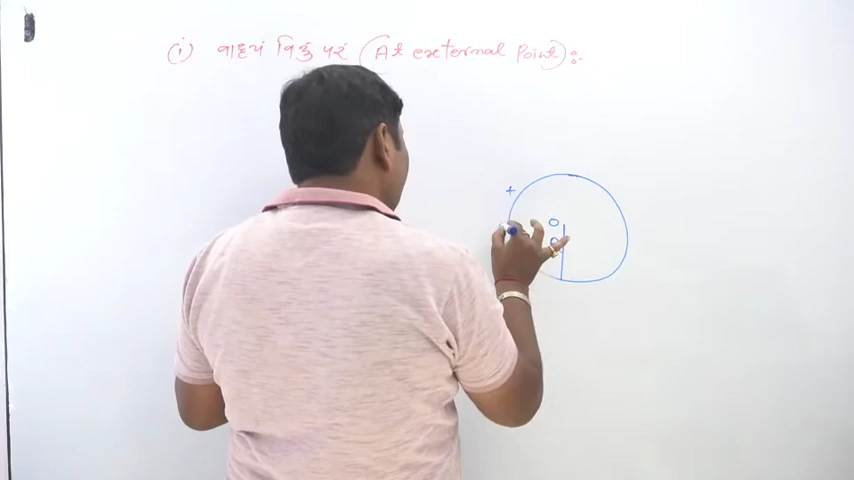 (i) બાહ્ય બિંદુ પર (At external Point) :-
+
O